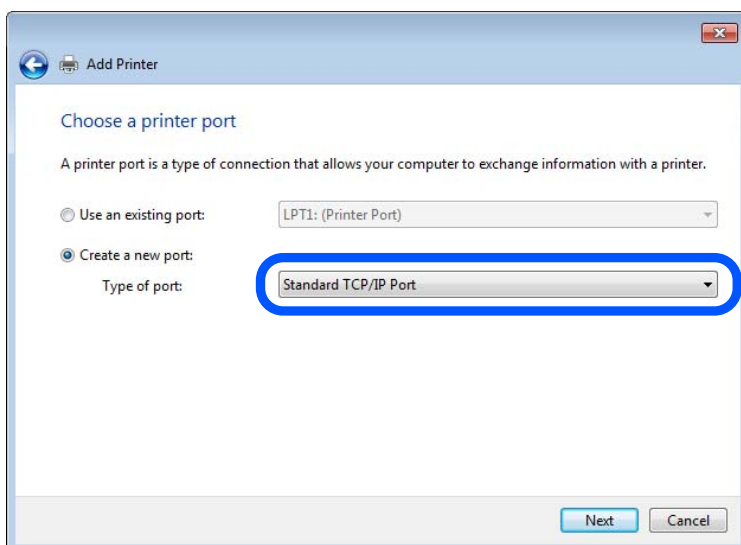 Add Printer
Choose a printer port
A printer port is a type of connection that allows your computer to exchange information with a printer.
Use an existing port:
LPT1: (Printer Port)
Create a new port:
Type of port:
Standard TCP/IP Port
Next
Cancel